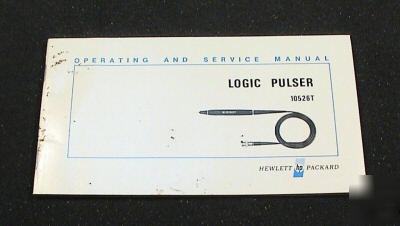 OPERATING AND SERVICE MANUAL
LOGIC PULSER
10526T
HEWLETT hp PACKARD